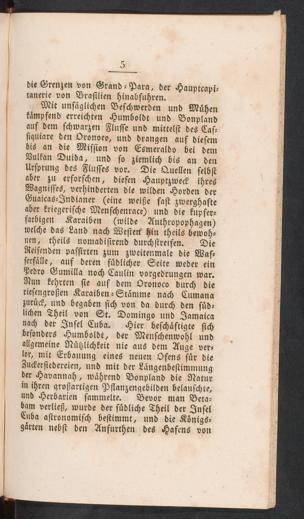 5
die Grenzen von Grand-Para, der Hauptcapi-
tanerie von Brasilien hinabfuhren.
Mit unsäglichen Beschwerden und Mühen
kämpfend erreichten Humboldt und Bonpland
auf dem schwarzen Flusse und mittelst des Cas-
siquiare den Oronoco, und drangen auf diesem
bis an die Mission von Esmeraldo bei dem
Vulkan Duida, und so ziemlich bis an den
Ursprung des Flusses vor. Die Quellen selbst
aber zu erforschen, diesen Hauptzweck ihres
Wagnisses, verhinderten die wilden Horden der
Guaicas-Indianer (eine weiße fast zwerghafte
aber kriegerische Menschenrace) und die kupfer-
farbigen Karaiben (wilde Anthropophagen)
welche das Land nach Westen hin theils bewoh-
nen, theils nomadisirend durchstreifen. Die
Reisenden passirten zum zweitenmale die Was-
serfälle, auf deren südlicher Seite weder ein
Pedro Gumilla noch Caulin vorgedrungen war.
Nun kehrten sie auf dem Oronoco durch die
riesengroßen Karaiben-Stämme nach Cumana
zurück, und begaben sich von da durch den süd-
lichen Theil von St. Domingo und Jamaica
nach der Insel Cuba. Hier beschäftigte sich
besonders Humboldt, der Menschenwohl und
allgemeine Nützlichkeit nie aus dem Auge ver-
lor, mit Erbauung eines neuen Ofens für die
Zuckersiedereien, und mit der Längenbestimmung
der Havannah, während Bonpland die Natur
in ihren großartigen Pflanzengebilden belauschte,
und Herbarien sammelte. Bevor man Beta-
bam verließ, wurde der südliche Theil der Insel
Cuba astronomisch bestimmt, und die Königs-
gärten nebst den Anfurthen des Hafens von